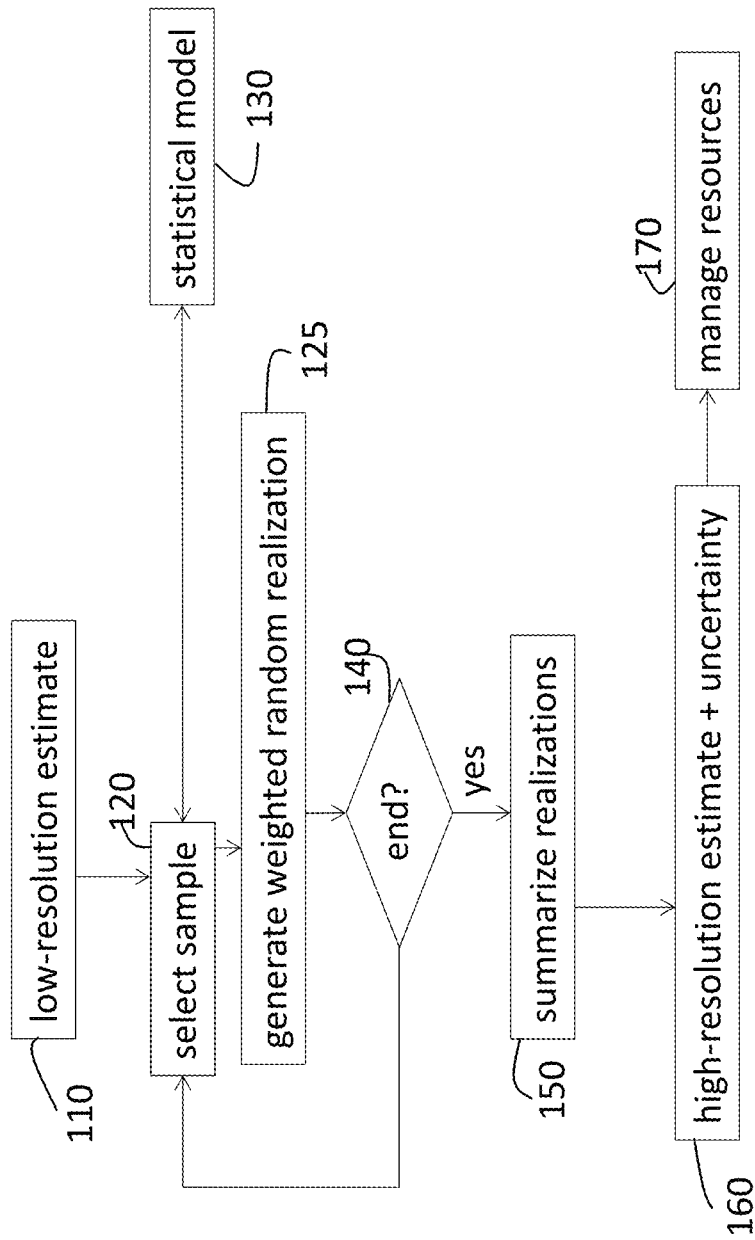 low-resolution estimate
110
120
select sample
statistical model
130
generate weighted random realization
125
140
end?
yes
summarize realizations
150
high-resolution estimate + uncertainty
160
170
manage resources